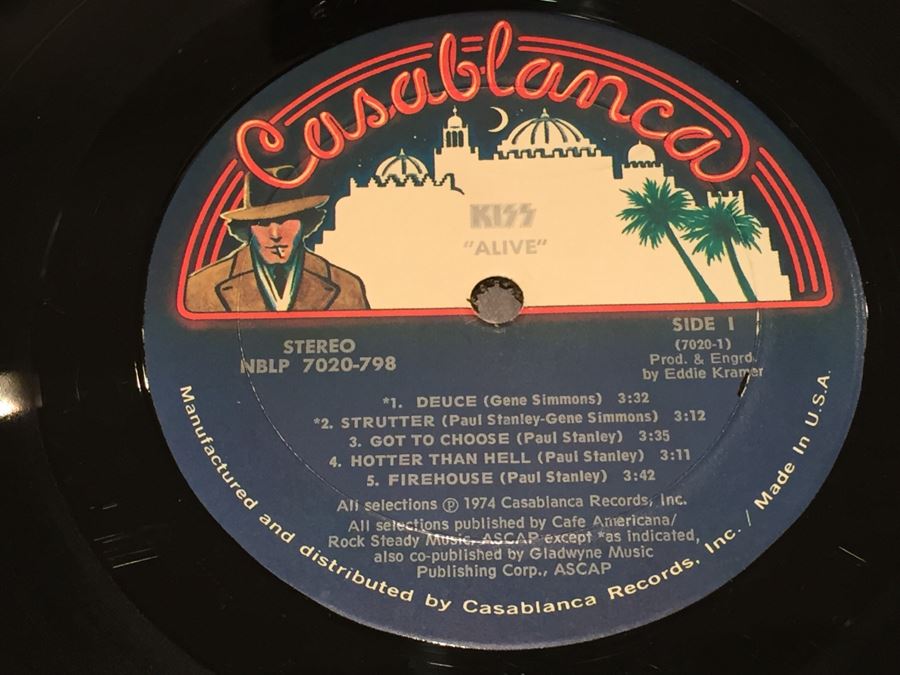 Casablanca
KISS
"ALIVE"
STEREO
NBLP 7020-798
SIDE 1
(7020-1)
Prod. & Engrd.
by Eddie Kramer
*1. DEUCE (Gene Simmons) 3:32
*2. STRUTTER (Paul Stanley-Gene Simmons) 3:12
3. GOT TO CHOOSE (Paul Stanley) 3:35
4. HOTTER THAN HELL (Paul Stanley) 3:11
5. FIREHOUSE (Paul Stanley) 3:42
All selections Ⓟ 1974 Casablanca Records, Inc.
All selections published by Cafe Americana/
Rock Steady Music, ASCAP except *as indicated,
also co-published by Gladwyne Music
Publishing Corp., ASCAP
Manufactured and distributed by Casablanca Records, Inc. / Made In U.S.A.